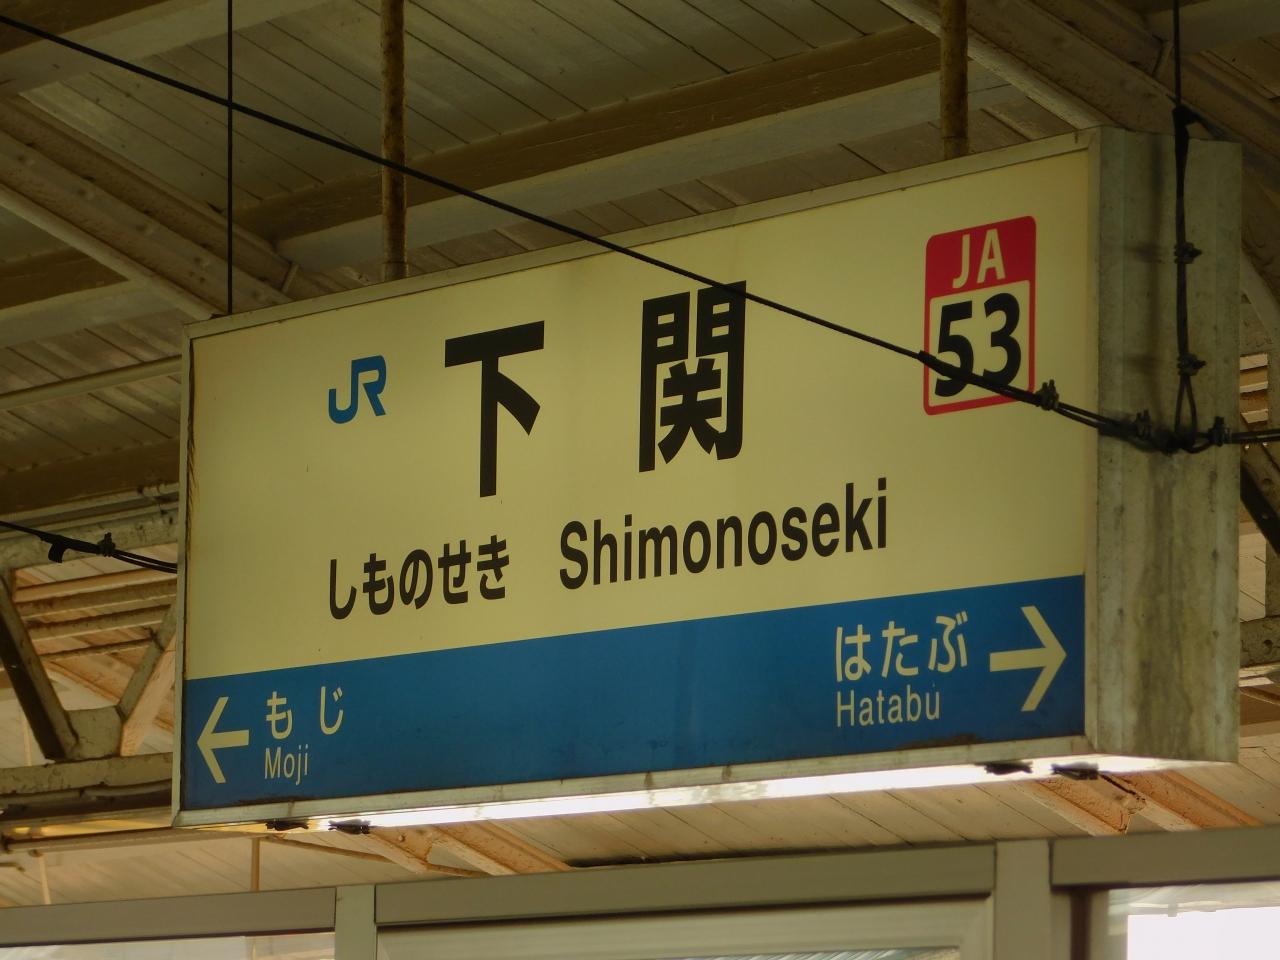 JA
53
JR 下関
しものせき Shimonoseki
← もじ はたぶ →
Moji Hatabu